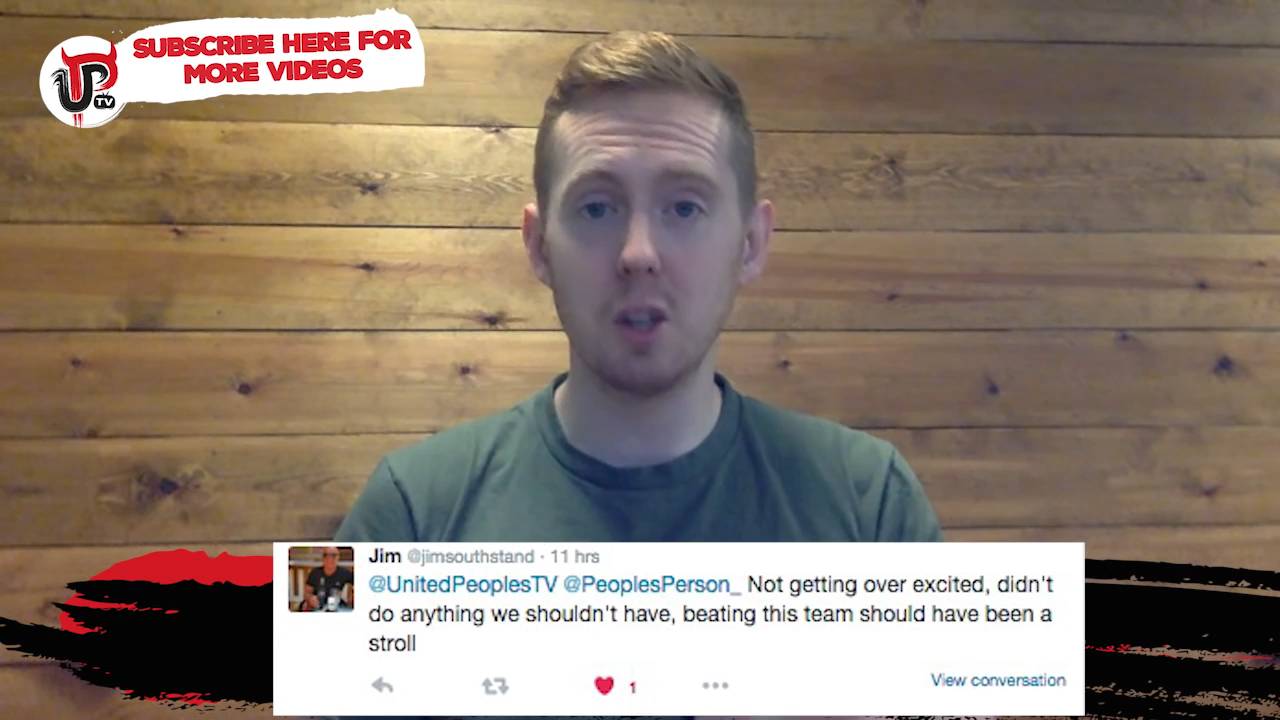 SUBSCRIBE HERE FOR
MORE VIDEOS
UP
TV
Jim @jimsouthstand · 11 hrs
@UnitedPeoplesTV @PeoplesPerson_ Not getting over excited, didn't
do anything we shouldn't have, beating this team should have been a
stroll
1
View conversation